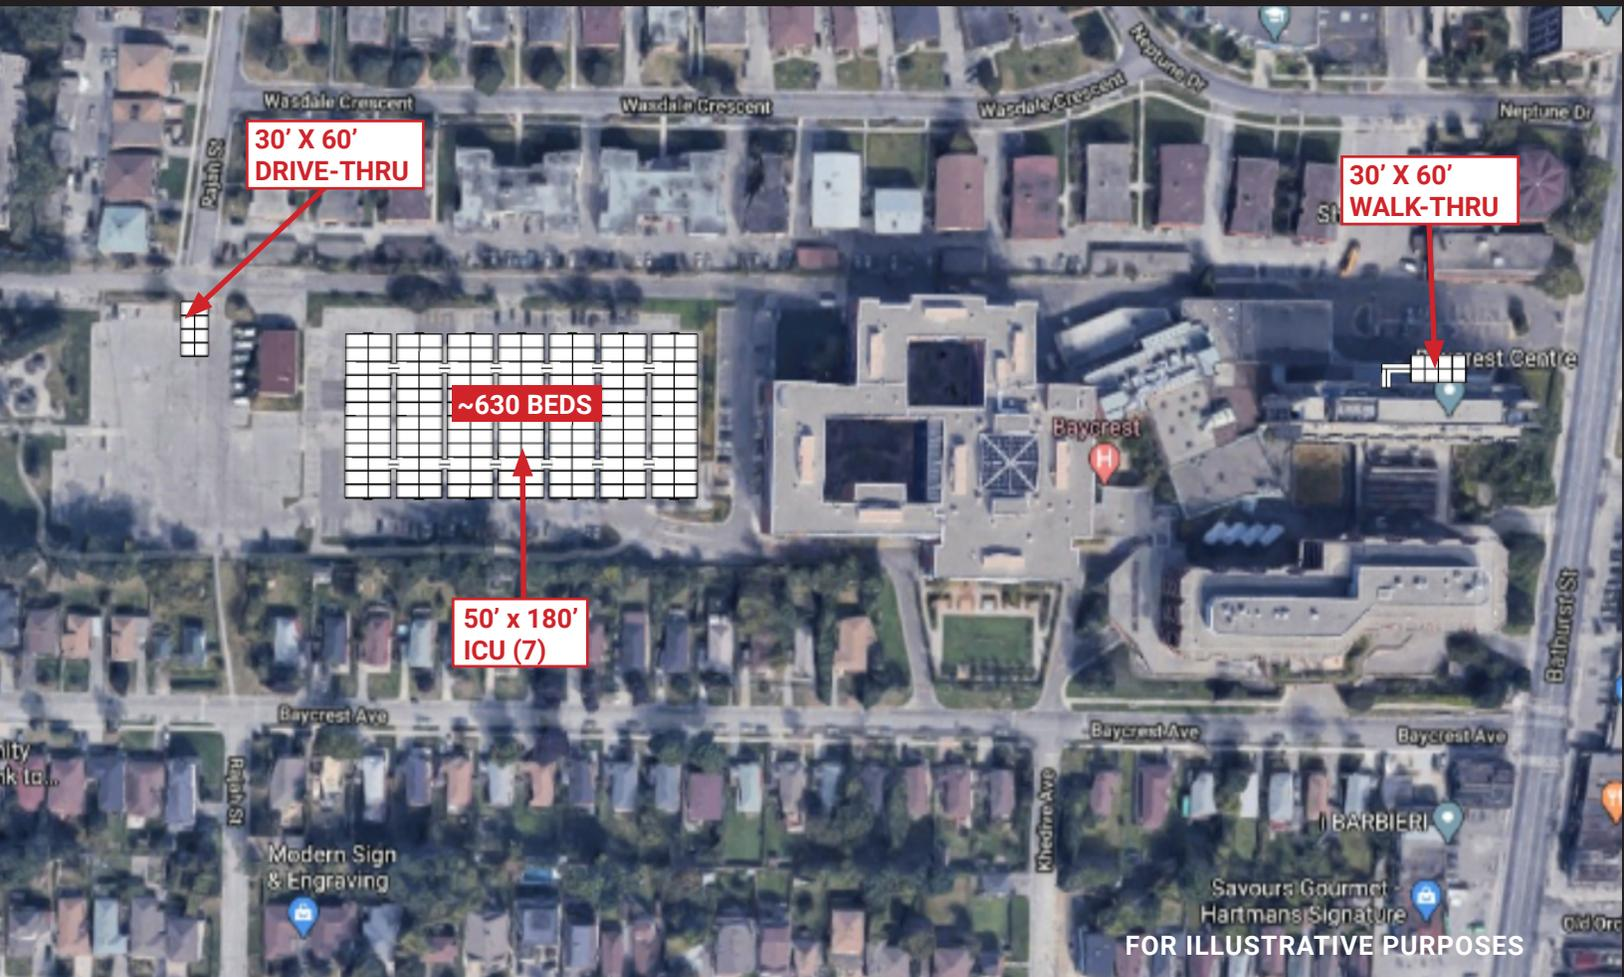 Neptune Dr
Wasdale Crescent
Wasdale Crescent
Wasdale Crescent
Neptune Dr
30’ X 60’
DRIVE-THRU
Rajah St
30’ X 60’
WALK-THRU
Baycrest Centre
~630 BEDS
Baycrest
H
50’ x 180’
ICU (7)
Bathurst St
Baycrest Ave
Baycrest Ave
Baycrest Ave
Rajah St
Khedive Ave
I BARBIERI
Modern Sign
& Engraving
Savours Gourmet -
Hartmans Signature
FOR ILLUSTRATIVE PURPOSES